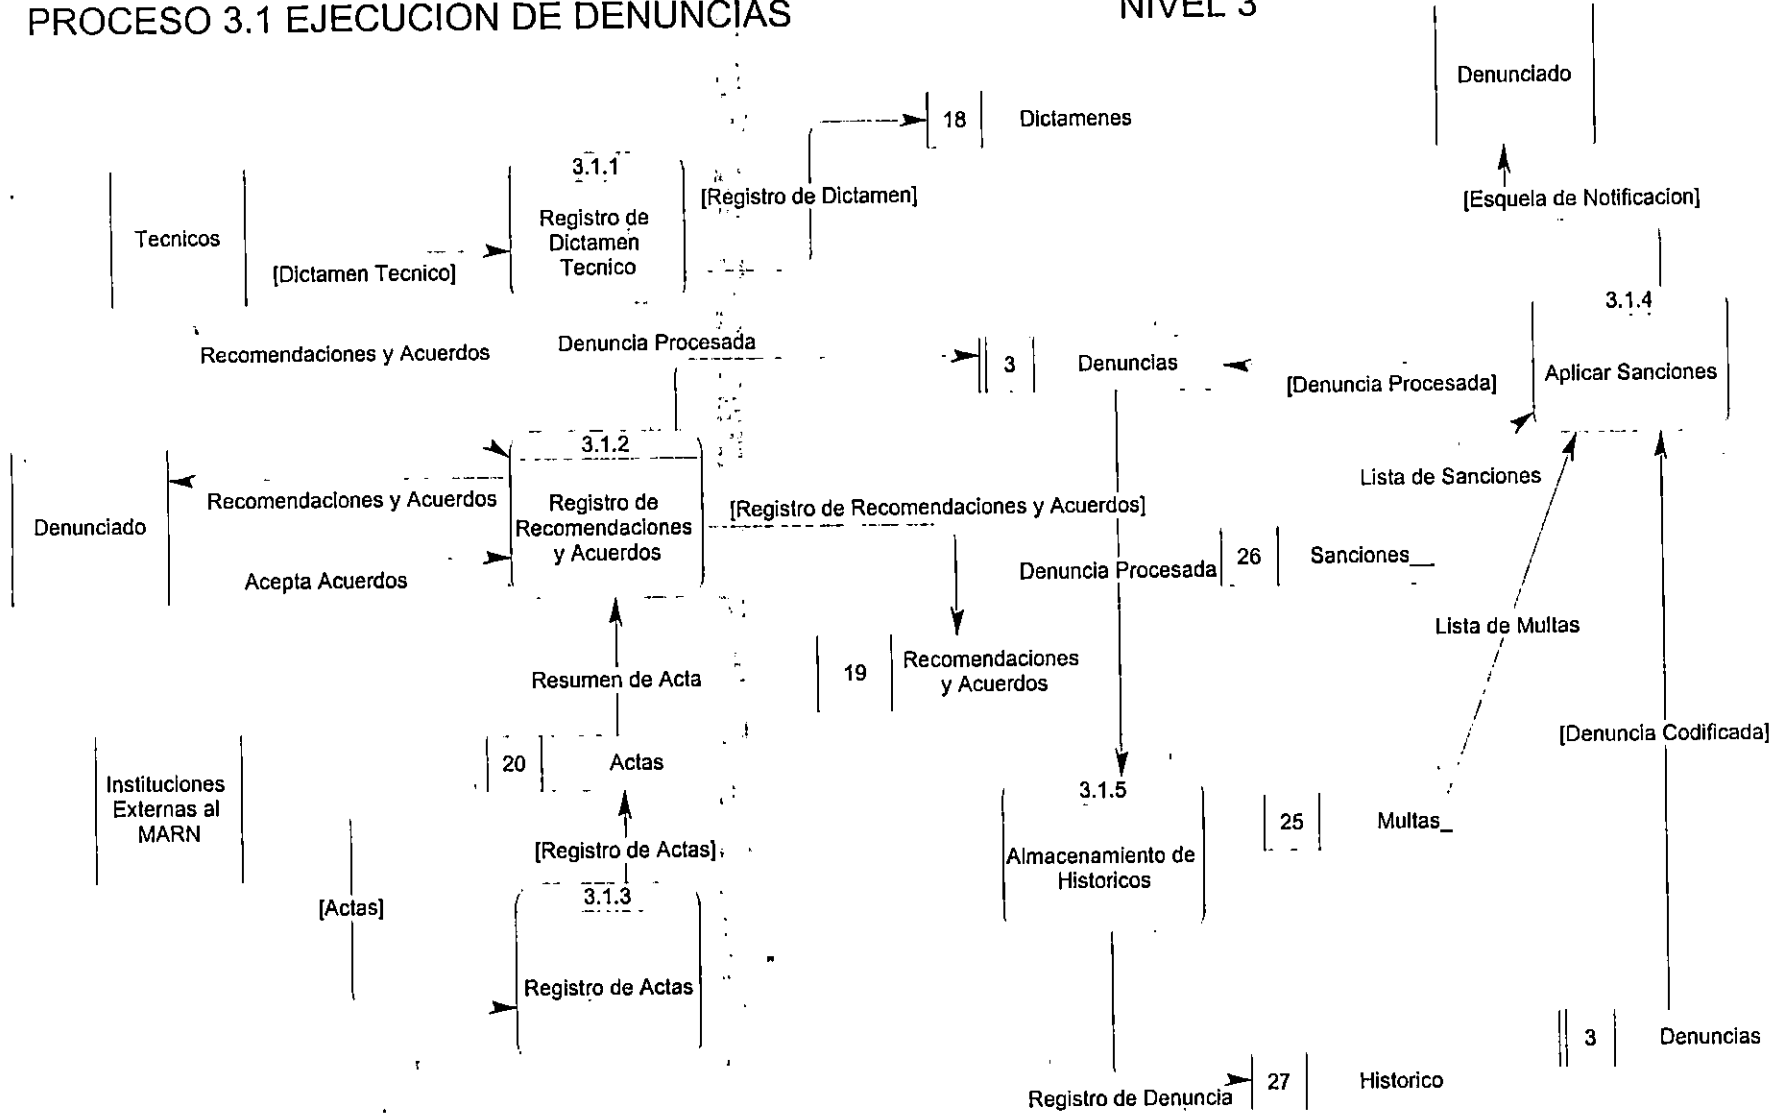 PROCESO 3.1 EJECUCION DE DENUNCIAS
NIVEL 3
Denunciado
18
Dictamenes
3.1.1
Registro de
Dictamen
Tecnico
[Registro de Dictamen]
[Esquela de Notificacion]
Tecnicos
[Dictamen Tecnico]
3.1.4
Aplicar Sanciones
Recomendaciones y Acuerdos
Denuncia Procesada
3
Denuncias
[Denuncia Procesada]
3.1.2
Registro de
Recomendaciones
y Acuerdos
Recomendaciones y Acuerdos
[Registro de Recomendaciones y Acuerdos]
Lista de Sanciones
Denunciado
Acepta Acuerdos
Denuncia Procesada
26
Sanciones
Lista de Multas
Resumen de Acta
19
Recomendaciones
y Acuerdos
[Denuncia Codificada]
20
Actas
Instituciones
Externas al
MARN
3.1.5
Almacenamiento de
Historicos
25
Multas
[Registro de Actas]
3.1.3
Registro de Actas
[Actas]
3
Denuncias
Registro de Denuncia
27
Historico